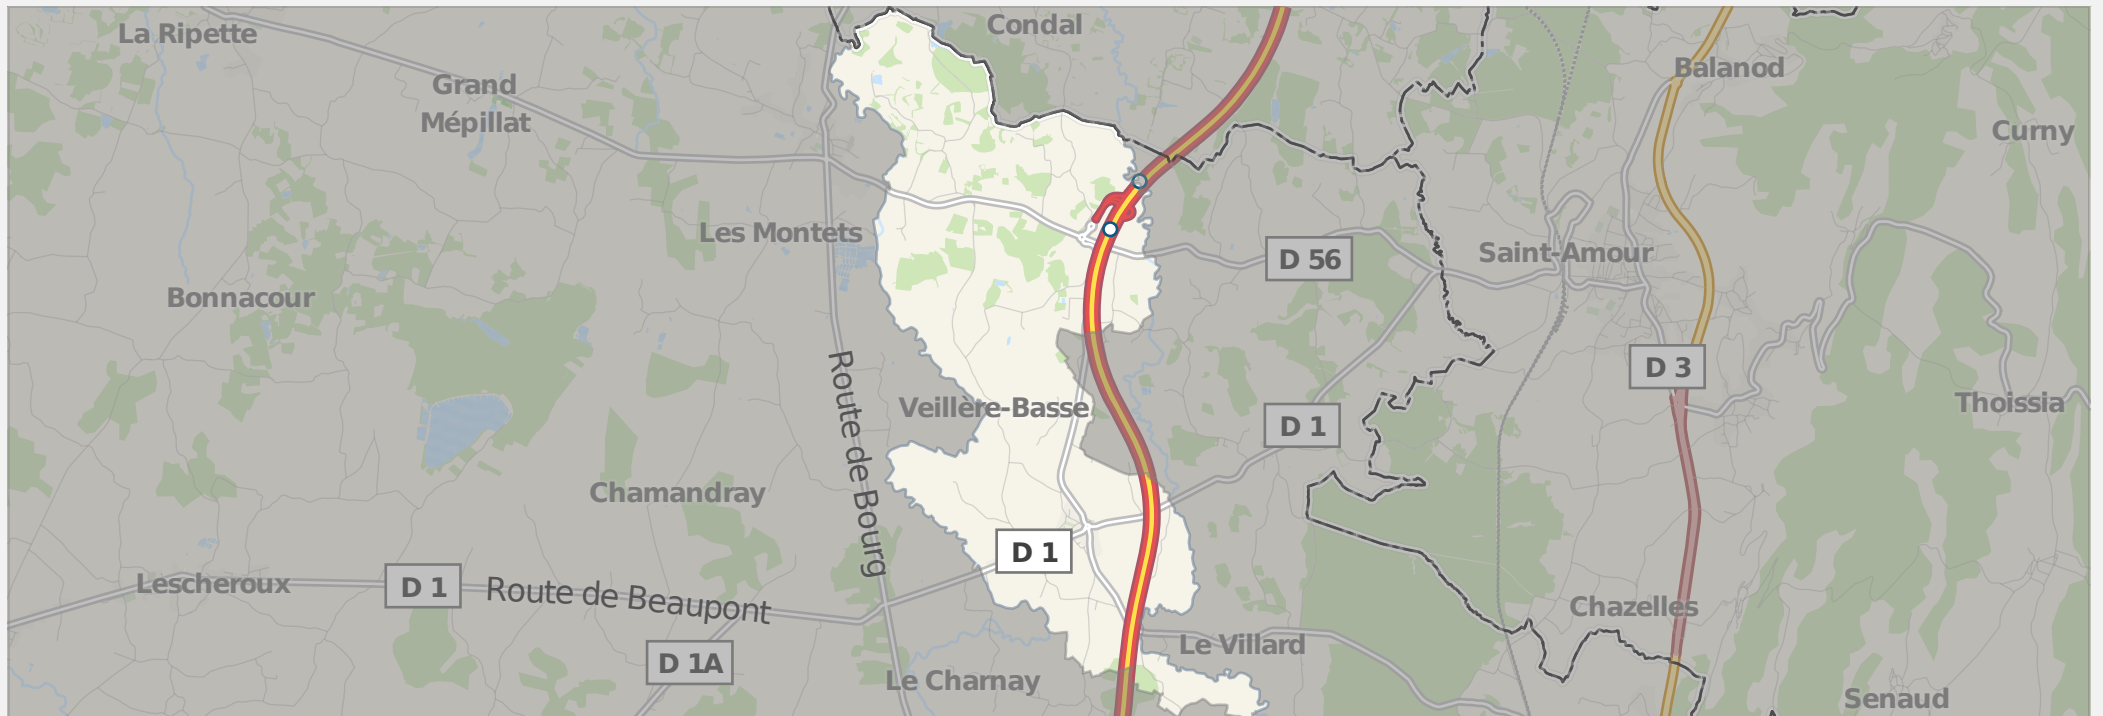 La Ripette
Condal
Balanod
Grand
Mépillat
Curny
Les Montets
D 56
Saint-Amour
Bonnacour
D 3
Route de Bourg
Veillère-Basse
D 1
Thoissia
Chamandray
D 1
Lescheroux
D 1
Route de Beaupont
Chazelles
Le Villard
D 1A
Le Charnay
Senaud